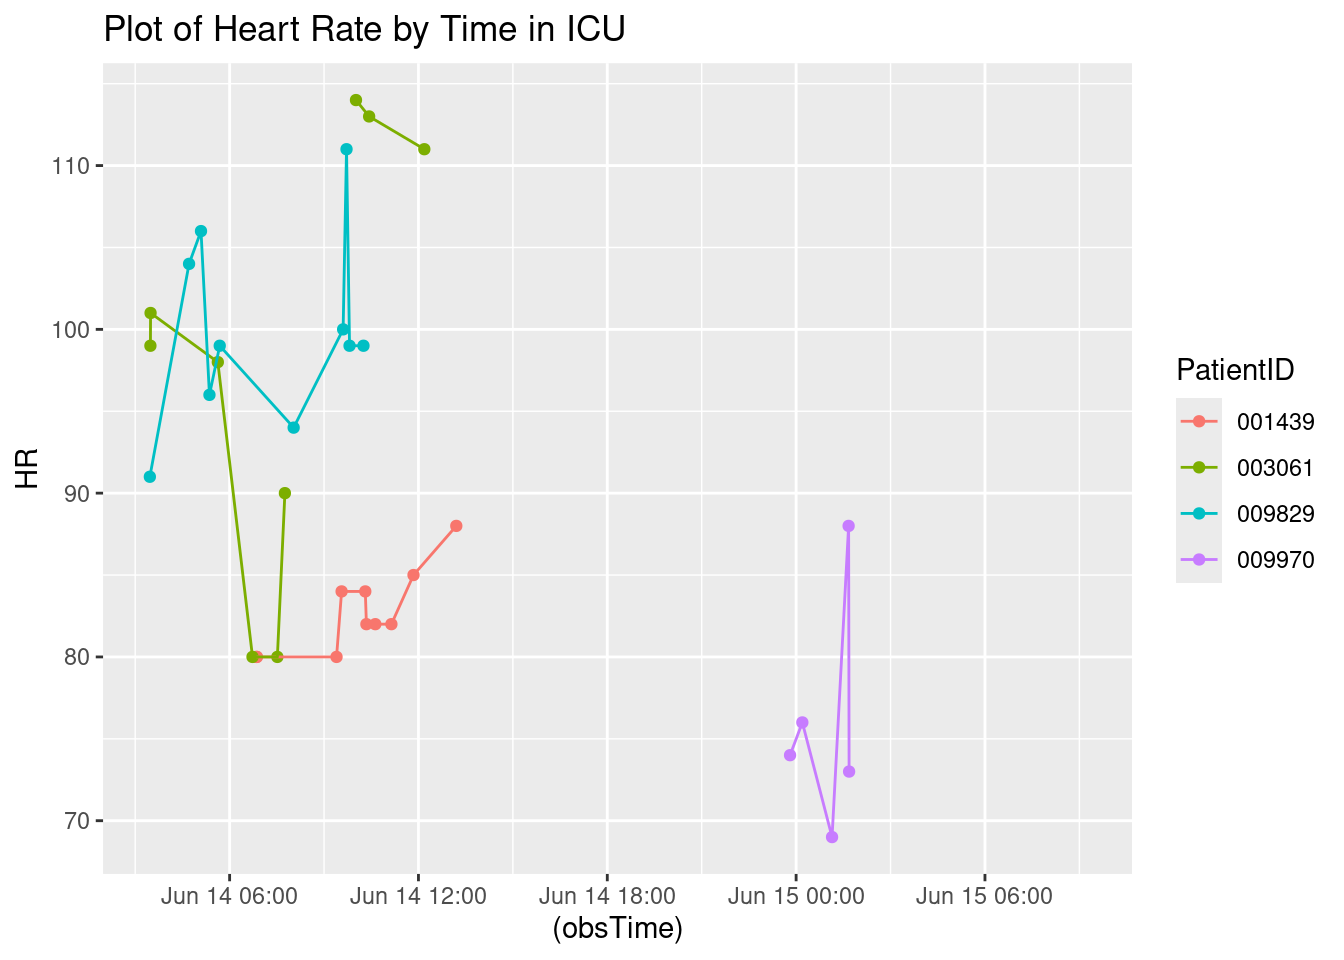 Plot of Heart Rate by Time in ICU
HR
110
100
90
80
70
Jun 14 06:00
Jun 14 12:00
Jun 14 18:00
Jun 15 00:00
Jun 15 06:00
(obsTime)
PatientID
001439
003061
009829
009970